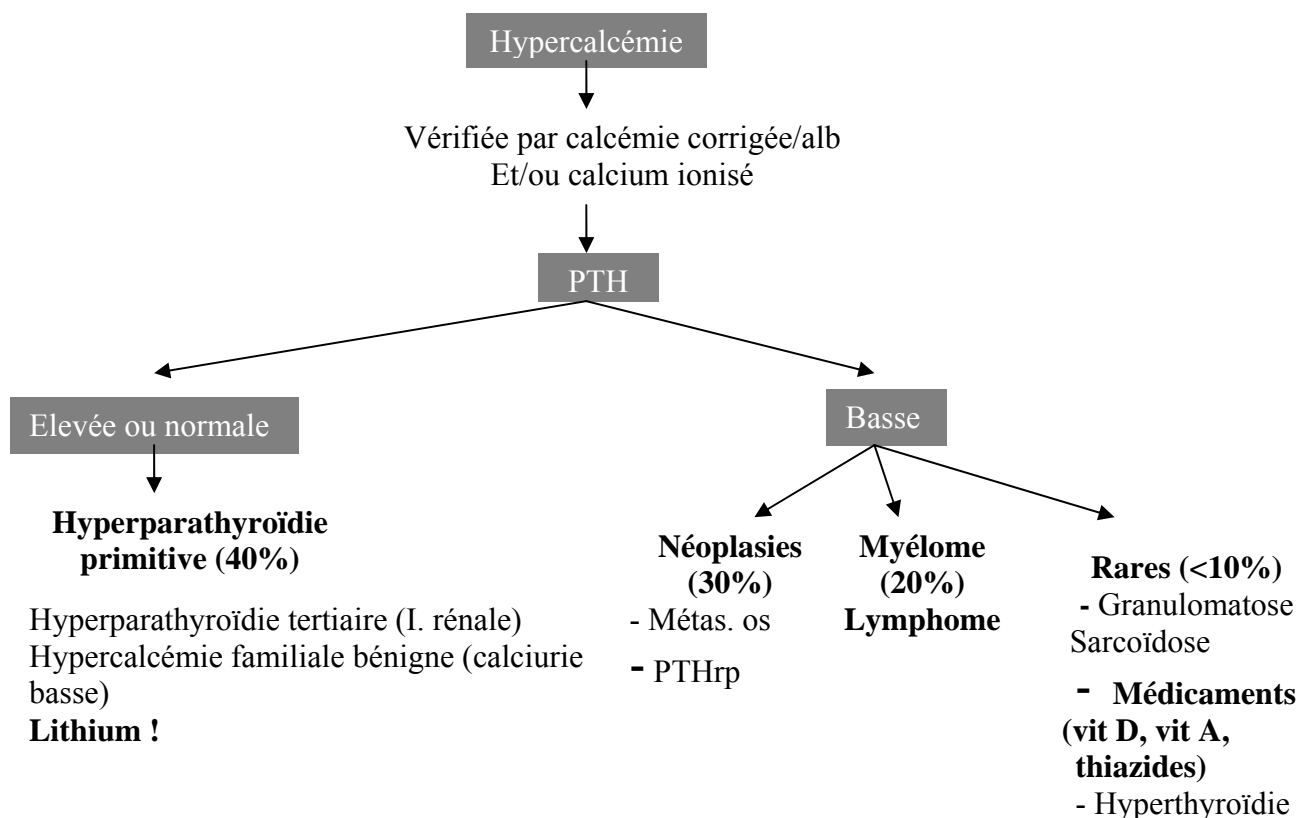 Hypercalcémie
Vérifiée par calcémie corrigée/alb
Et/ou calcium ionisé
PTH
Elevée ou normale
Basse
Hyperparathyroïdie
primitive (40%)
Hyperparathyroïdie tertiaire (I. rénale)
Hypercalcémie familiale bénigne (calciurie
basse)
Lithium !
Néoplasies
(30%)
- Métas. os
- PTHrp
Myélome
(20%)
Lymphome
Rares (<10%)
- Granulomatose
Sarcoïdose
- Médicaments
(vit D, vit A,
thiazides)
- Hyperthyroïdie